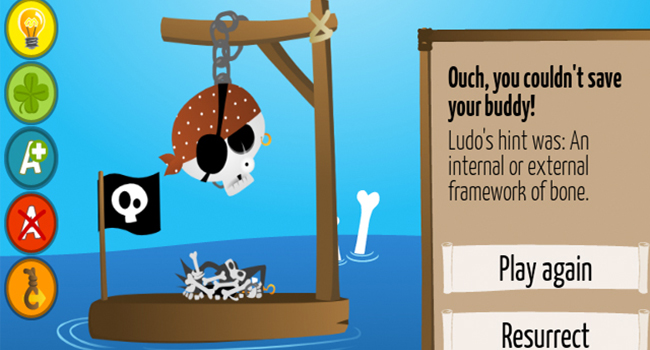 A
A
Ouch, you couldn't save
your buddy!
Ludo's hint was: An
internal or external
framework of bone.
Play again
Resurrect